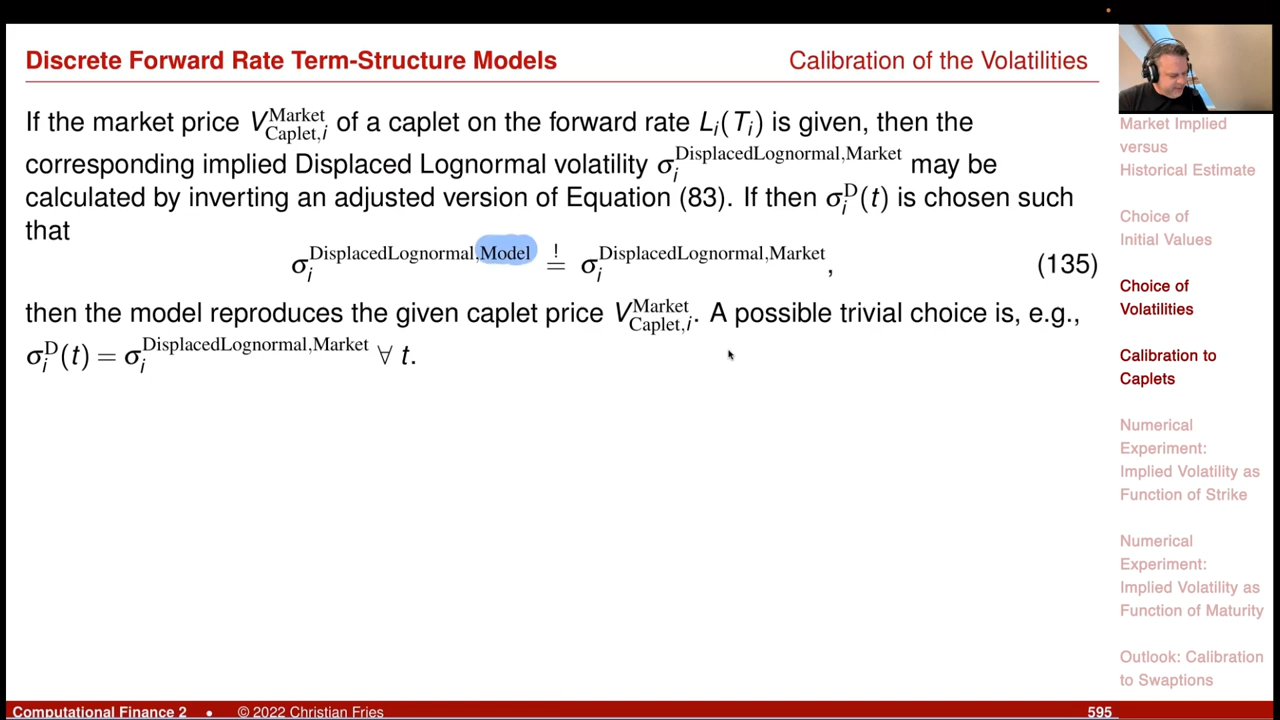 Discrete Forward Rate Term-Structure Models
Calibration of the Volatilities
If the market price V^Market_Caplet,i of a caplet on the forward rate L_i(T_i) is given, then the
corresponding implied Displaced Lognormal volatility σ_i^DisplacedLognormal,Market may be
calculated by inverting an adjusted version of Equation (83). If then σ_i^D(t) is chosen such
that
σ_i^DisplacedLognormal,Model != σ_i^DisplacedLognormal,Market, (135)
then the model reproduces the given caplet price V^Market_Caplet,i. A possible trivial choice is, e.g.,
σ_i^D(t) = σ_i^DisplacedLognormal,Market ∀ t.
Market Implied
versus
Historical Estimate
Choice of
Initial Values
Choice of
Volatilities
Calibration to
Caplets
Numerical
Experiment:
Implied Volatility as
Function of Strike
Numerical
Experiment:
Implied Volatility as
Function of Maturity
Outlook: Calibration
to Swaptions
Computational Finance 2 • © 2022 Christian Fries
595